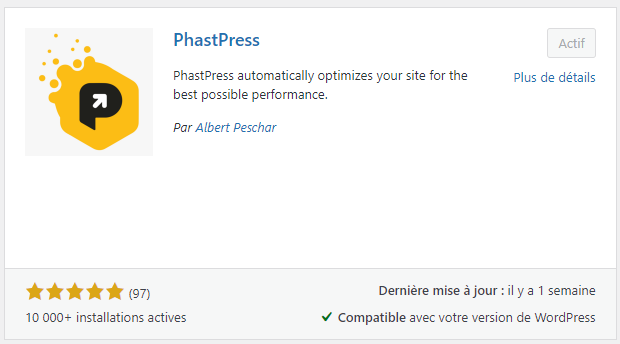 PhastPress
Actif
PhastPress automatically optimizes your site for the
best possible performance.
Plus de détails
Par Albert Peschar
(97)
10 000+ installations actives
Dernière mise à jour : il y a 1 semaine
Compatible avec votre version de WordPress